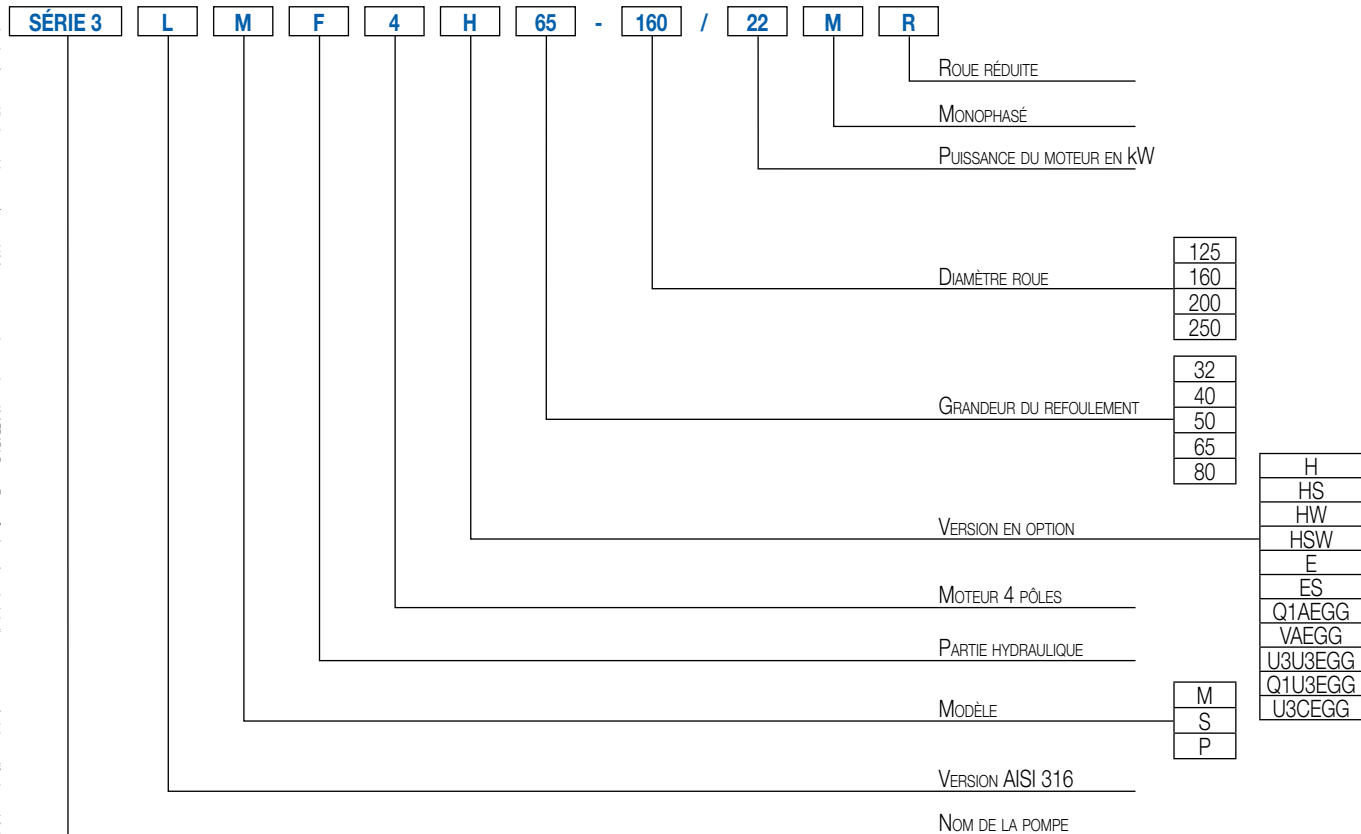 SÉRIE 3 L M F 4 H 65 - 160 / 22 M R
ROUE RÉDUITE
MONOPHASÉ
PUISSANCE DU MOTEUR EN kW
DIAMÈTRE ROUE
125
160
200
250
GRANDEUR DU REFOULEMENT
32
40
50
65
80
VERSION EN OPTION
H
HS
HW
HSW
E
ES
Q1AEGG
VAEGG
U3U3EGG
Q1U3EGG
U3CEGG
MOTEUR 4 PÔLES
PARTIE HYDRAULIQUE
MODÈLE
M
S
P
VERSION AISI 316
NOM DE LA POMPE